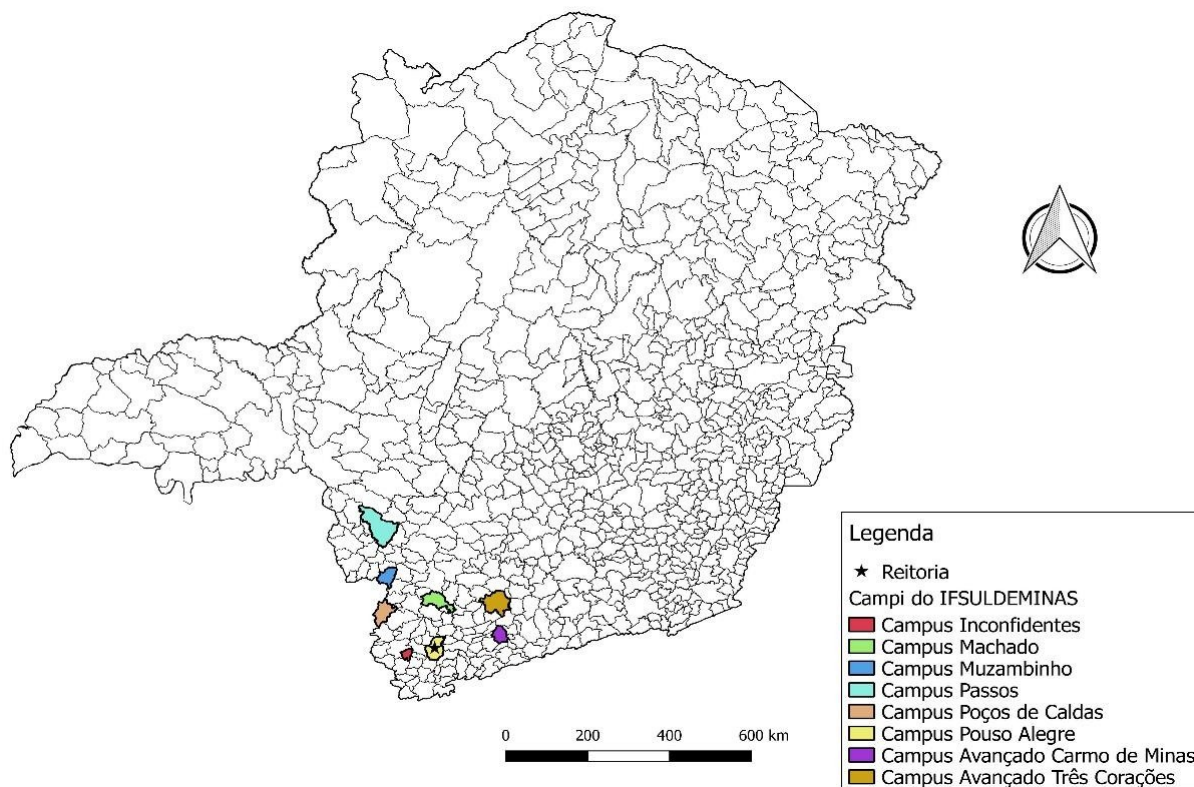 Legenda
★ Reitoria
Campi do IFSULDEMINAS
Campus Inconfidentes
Campus Machado
Campus Muzambinho
Campus Passos
Campus Poços de Caldas
Campus Pouso Alegre
Campus Avançado Carmo de Minas
Campus Avançado Três Corações
0 200 400 600 km